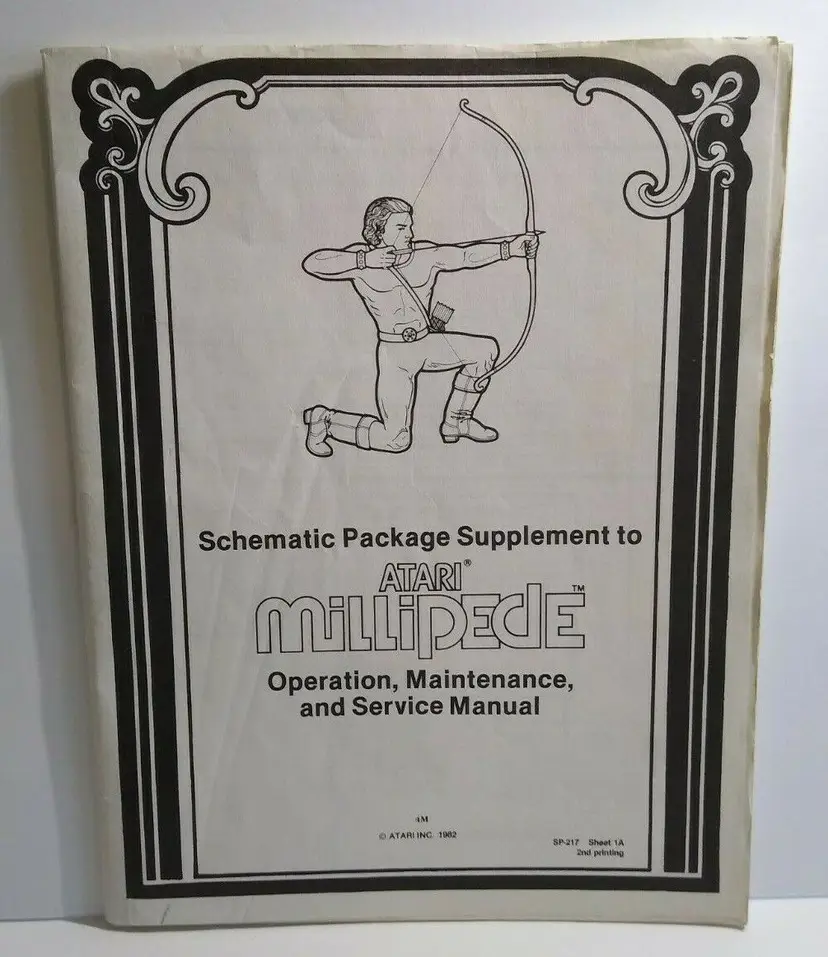 Schematic Package Supplement to
ATARI®
MILLIPEDE™
Operation, Maintenance,
and Service Manual
4M
© ATARI INC. 1982
SP-217 Sheet 1A
2nd printing